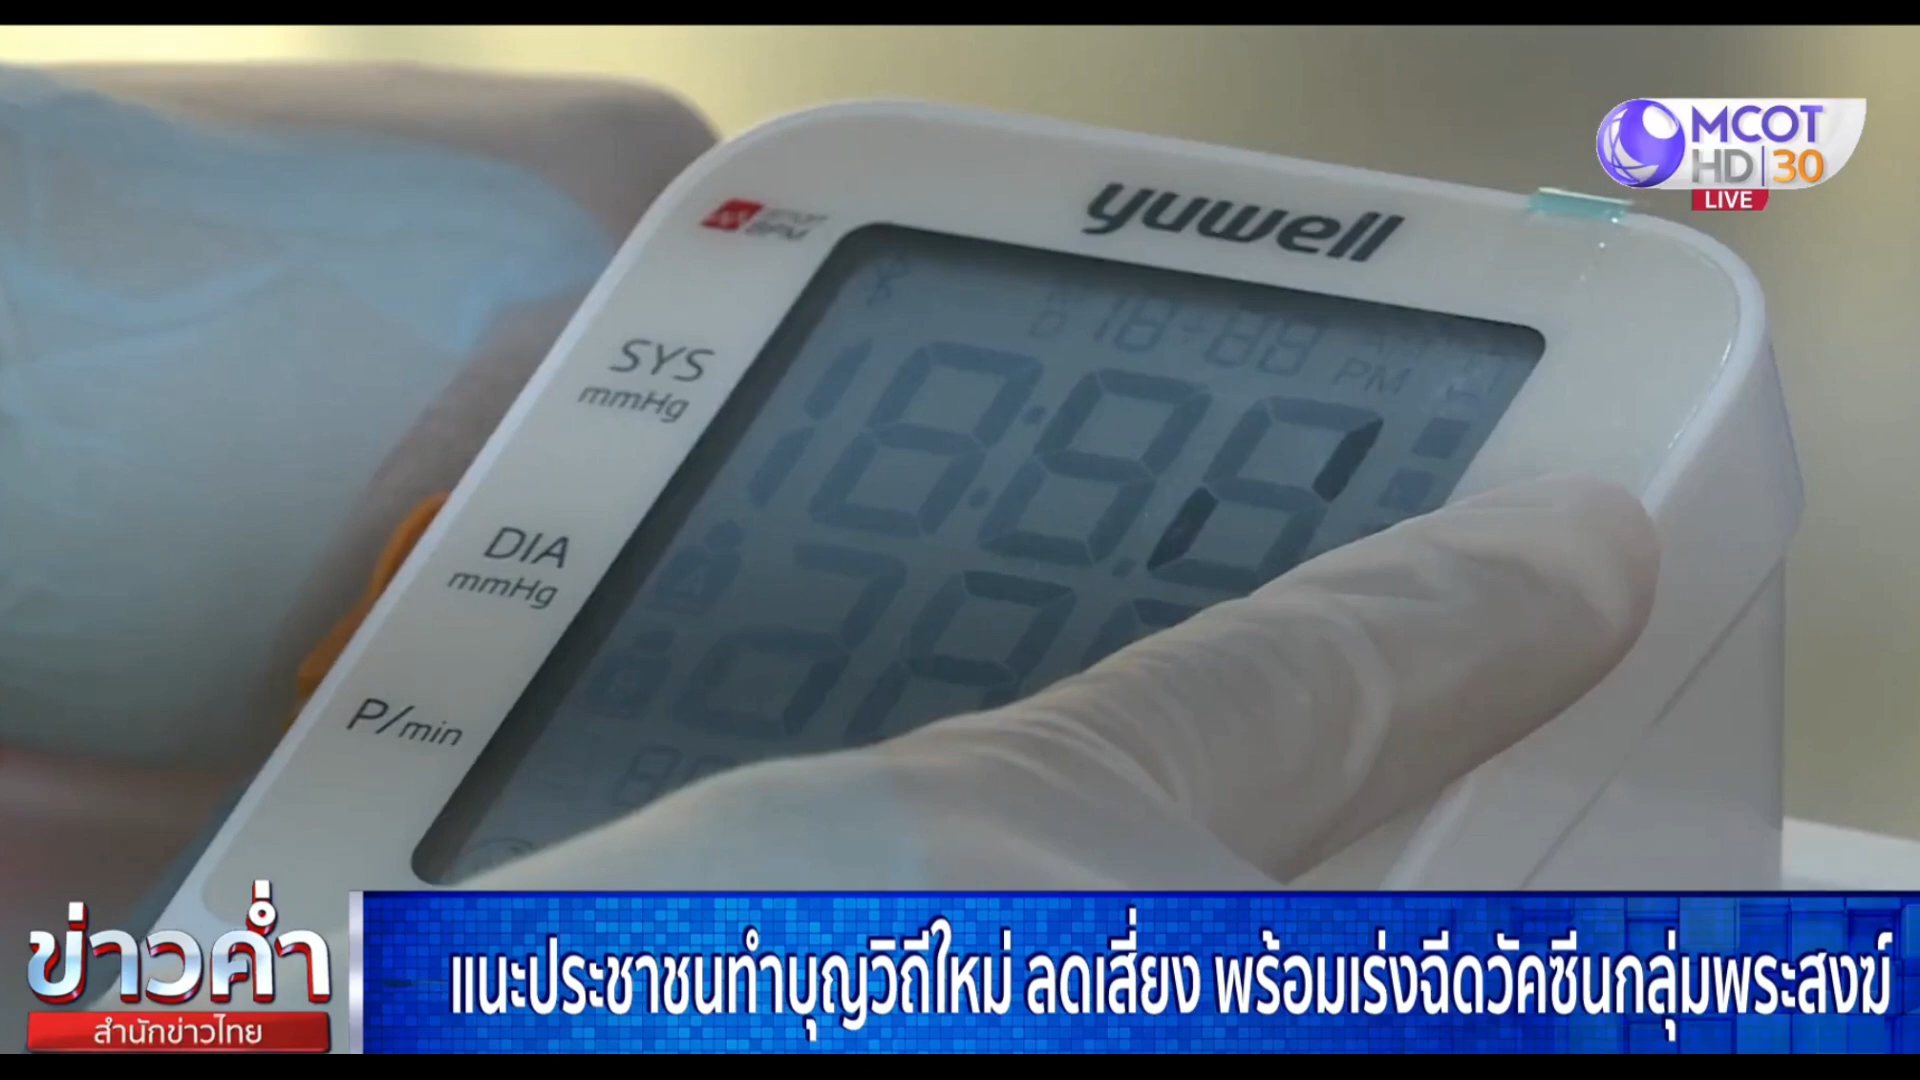 MCOT
HD 30
LIVE
yuwell
SYS
mmHg
PM
DIA
mmHg
P/min
ข่าวค่ำ
สำนักข่าวไทย
แนะประชาชนทำบุญวิถีใหม่ ลดเสี่ยง พร้อมเร่งฉีดวัคซีนกลุ่มพระสงฆ์